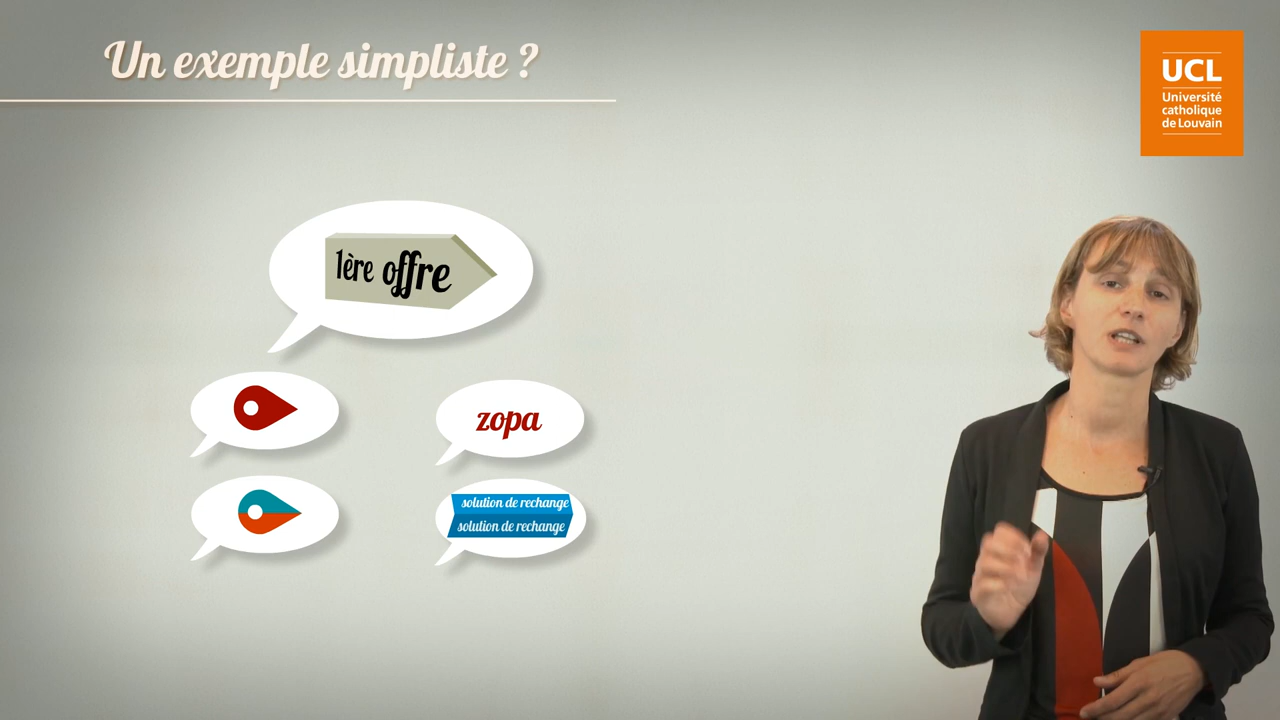 Un exemple simpliste ?
UCL
Université
catholique
de Louvain
1ère offre
zopa
solution de rechange
solution de rechange